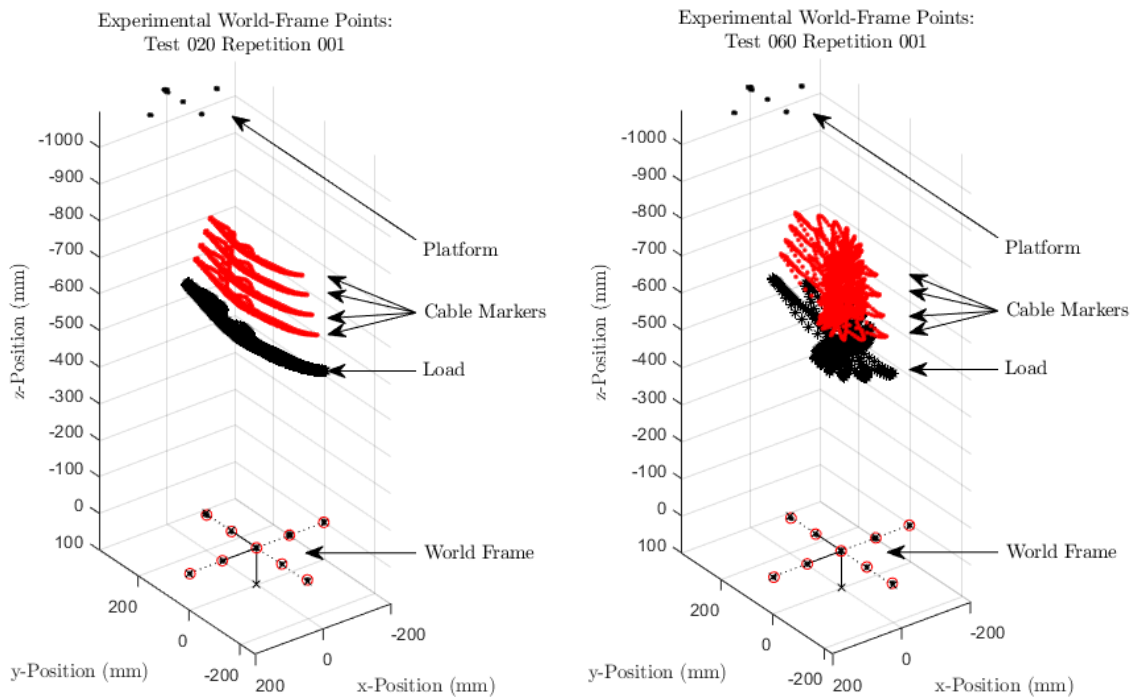 Experimental World-Frame Points:
Test 020 Repetition 001
z-Position (mm)
-1000
-900
-800
-700
-600
-500
-400
-300
-200
-100
0
100
Platform
Cable Markers
Load
World Frame
200
0
-200
y-Position (mm)
200
0
-200
x-Position (mm)
Experimental World-Frame Points:
Test 060 Repetition 001
z-Position (mm)
-1000
-900
-800
-700
-600
-500
-400
-300
-200
-100
0
100
Platform
Cable Markers
Load
World Frame
200
0
-200
y-Position (mm)
200
0
-200
x-Position (mm)